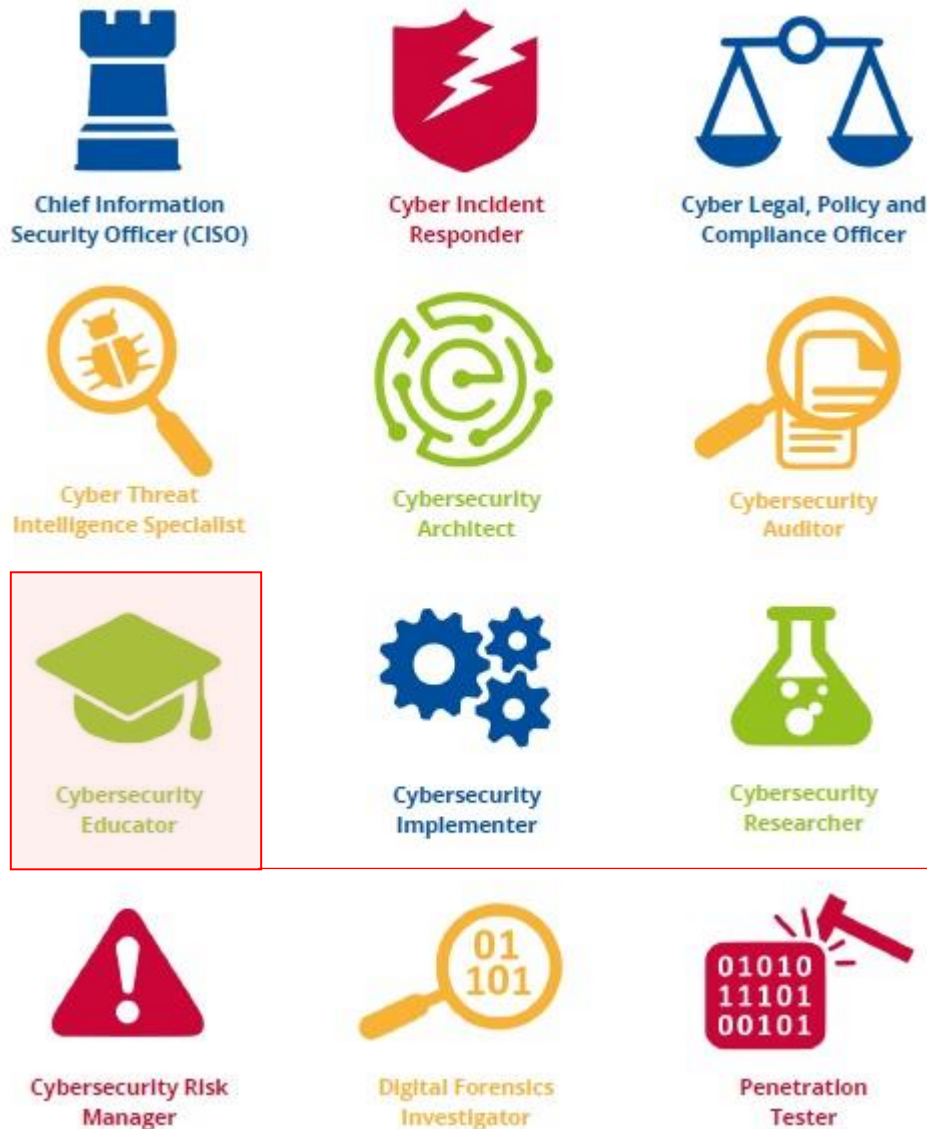 Chief Information
Security Officer (CISO)
Cyber Incident
Responder
Cyber Legal, Policy and
Compliance Officer
Cyber Threat
Intelligence Specialist
Cybersecurity
Architect
Cybersecurity
Auditor
Cybersecurity
Educator
Cybersecurity
Implementer
Cybersecurity
Researcher
Cybersecurity Risk
Manager
01
101
Digital Forensics
Investigator
01010
11101
00101
Penetration
Tester